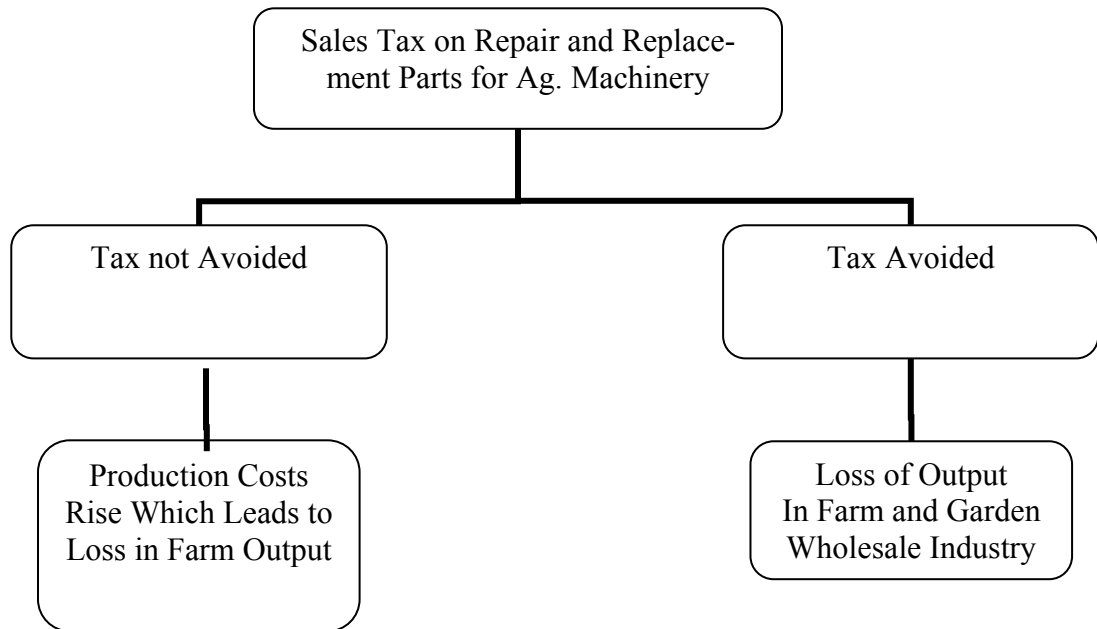 Sales Tax on Repair and Replace-
ment Parts for Ag. Machinery
Tax not Avoided
Tax Avoided
Production Costs
Rise Which Leads to
Loss in Farm Output
Loss of Output
In Farm and Garden
Wholesale Industry